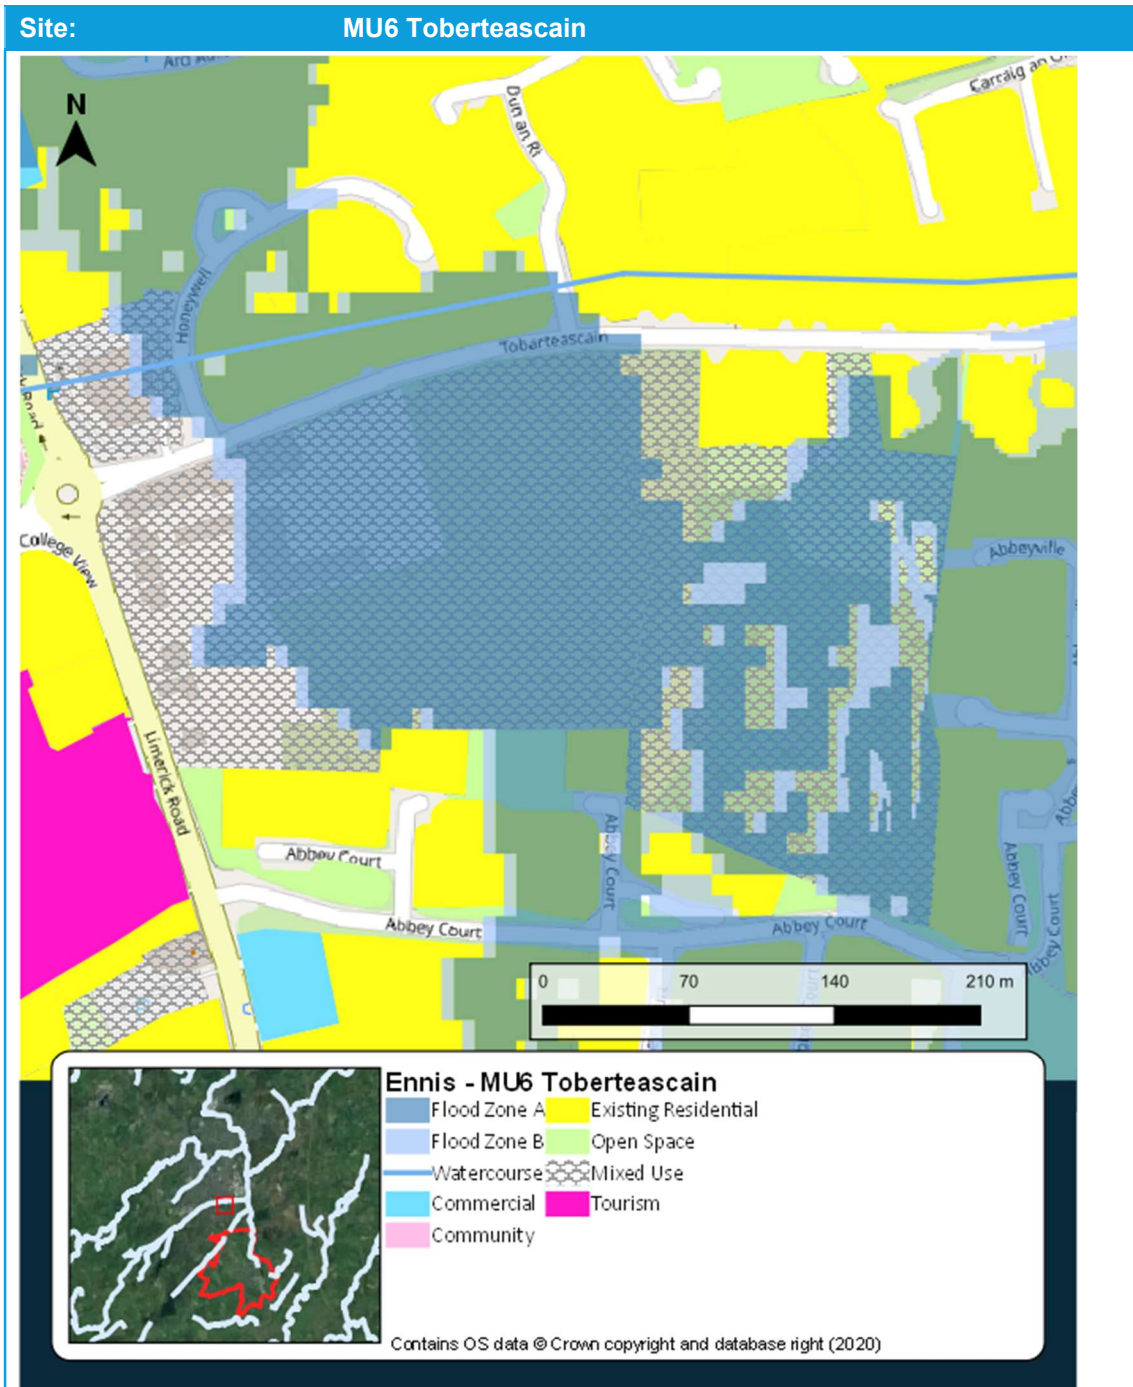 Site: MU6 Toberteascain
N
Dun an Ri
Honeywell
Tobarteascain
College View
Abbeyville
Limerick Road
Abbey Court
Abbey Court
Abbey Court
Abbey Court
Abbey Court
Abbey Court
0 70 140 210 m
Ennis - MU6 Toberteascain
Flood Zone A Existing Residential
Flood Zone B Open Space
Watercourse Mixed Use
Commercial Tourism
Community
Contains OS data © Crown copyright and database right (2020)